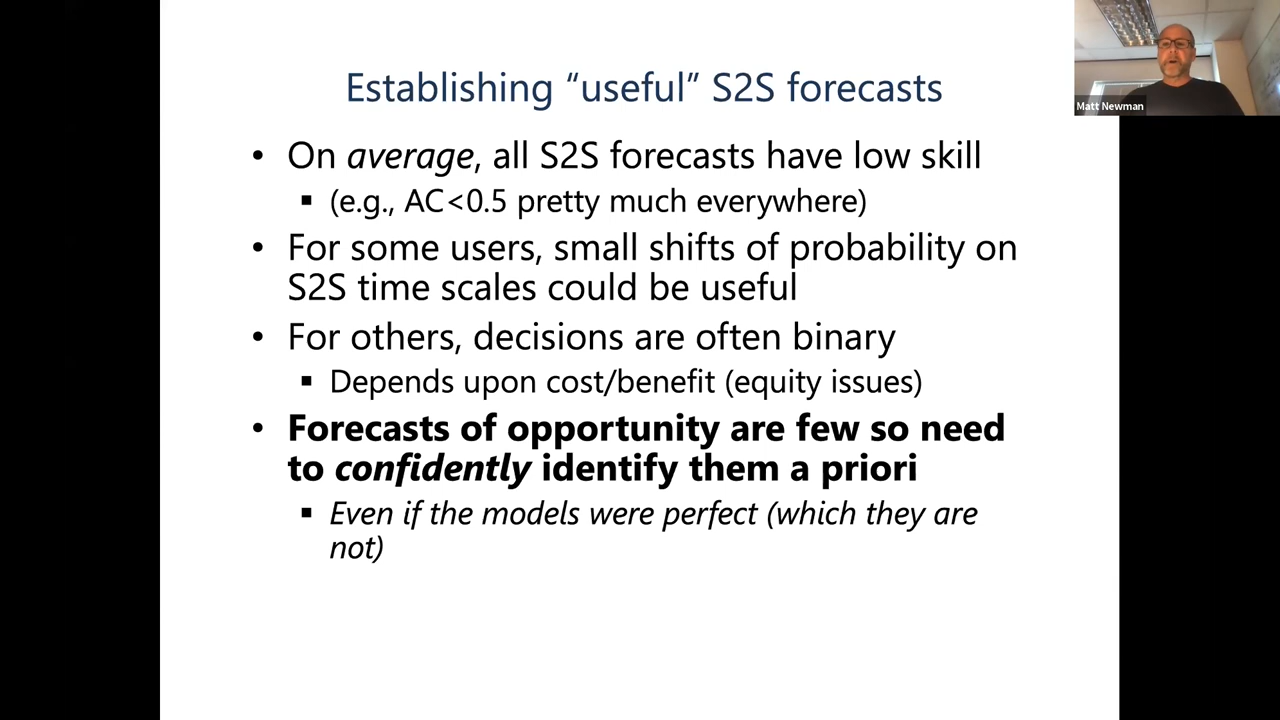 Establishing “useful” S2S forecasts
Matt Newman
• On average, all S2S forecasts have low skill
▪ (e.g., AC<0.5 pretty much everywhere)
• For some users, small shifts of probability on
S2S time scales could be useful
• For others, decisions are often binary
▪ Depends upon cost/benefit (equity issues)
• Forecasts of opportunity are few so need
to confidently identify them a priori
▪ Even if the models were perfect (which they are
not)